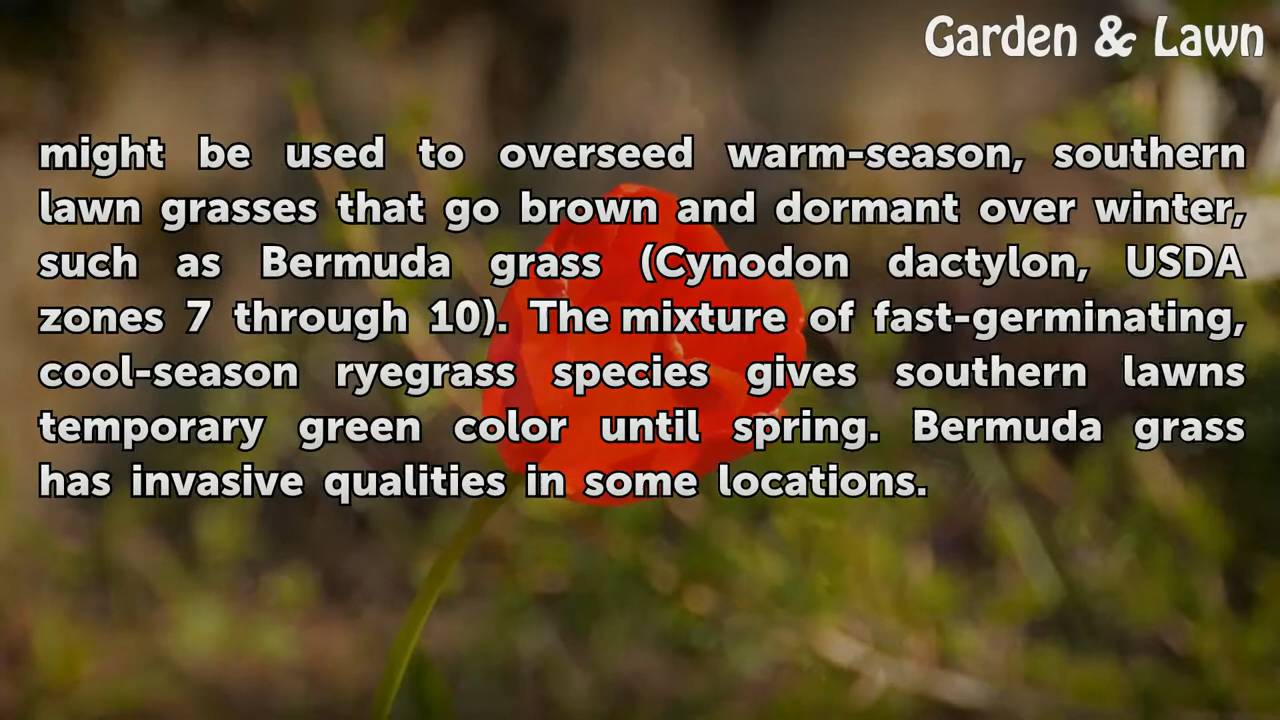 Garden & Lawn
might be used to overseed warm-season, southern
lawn grasses that go brown and dormant over winter,
such as Bermuda grass (Cynodon dactylon, USDA
zones 7 through 10). The mixture of fast-germinating,
cool-season ryegrass species gives southern lawns
temporary green color until spring. Bermuda grass
has invasive qualities in some locations.